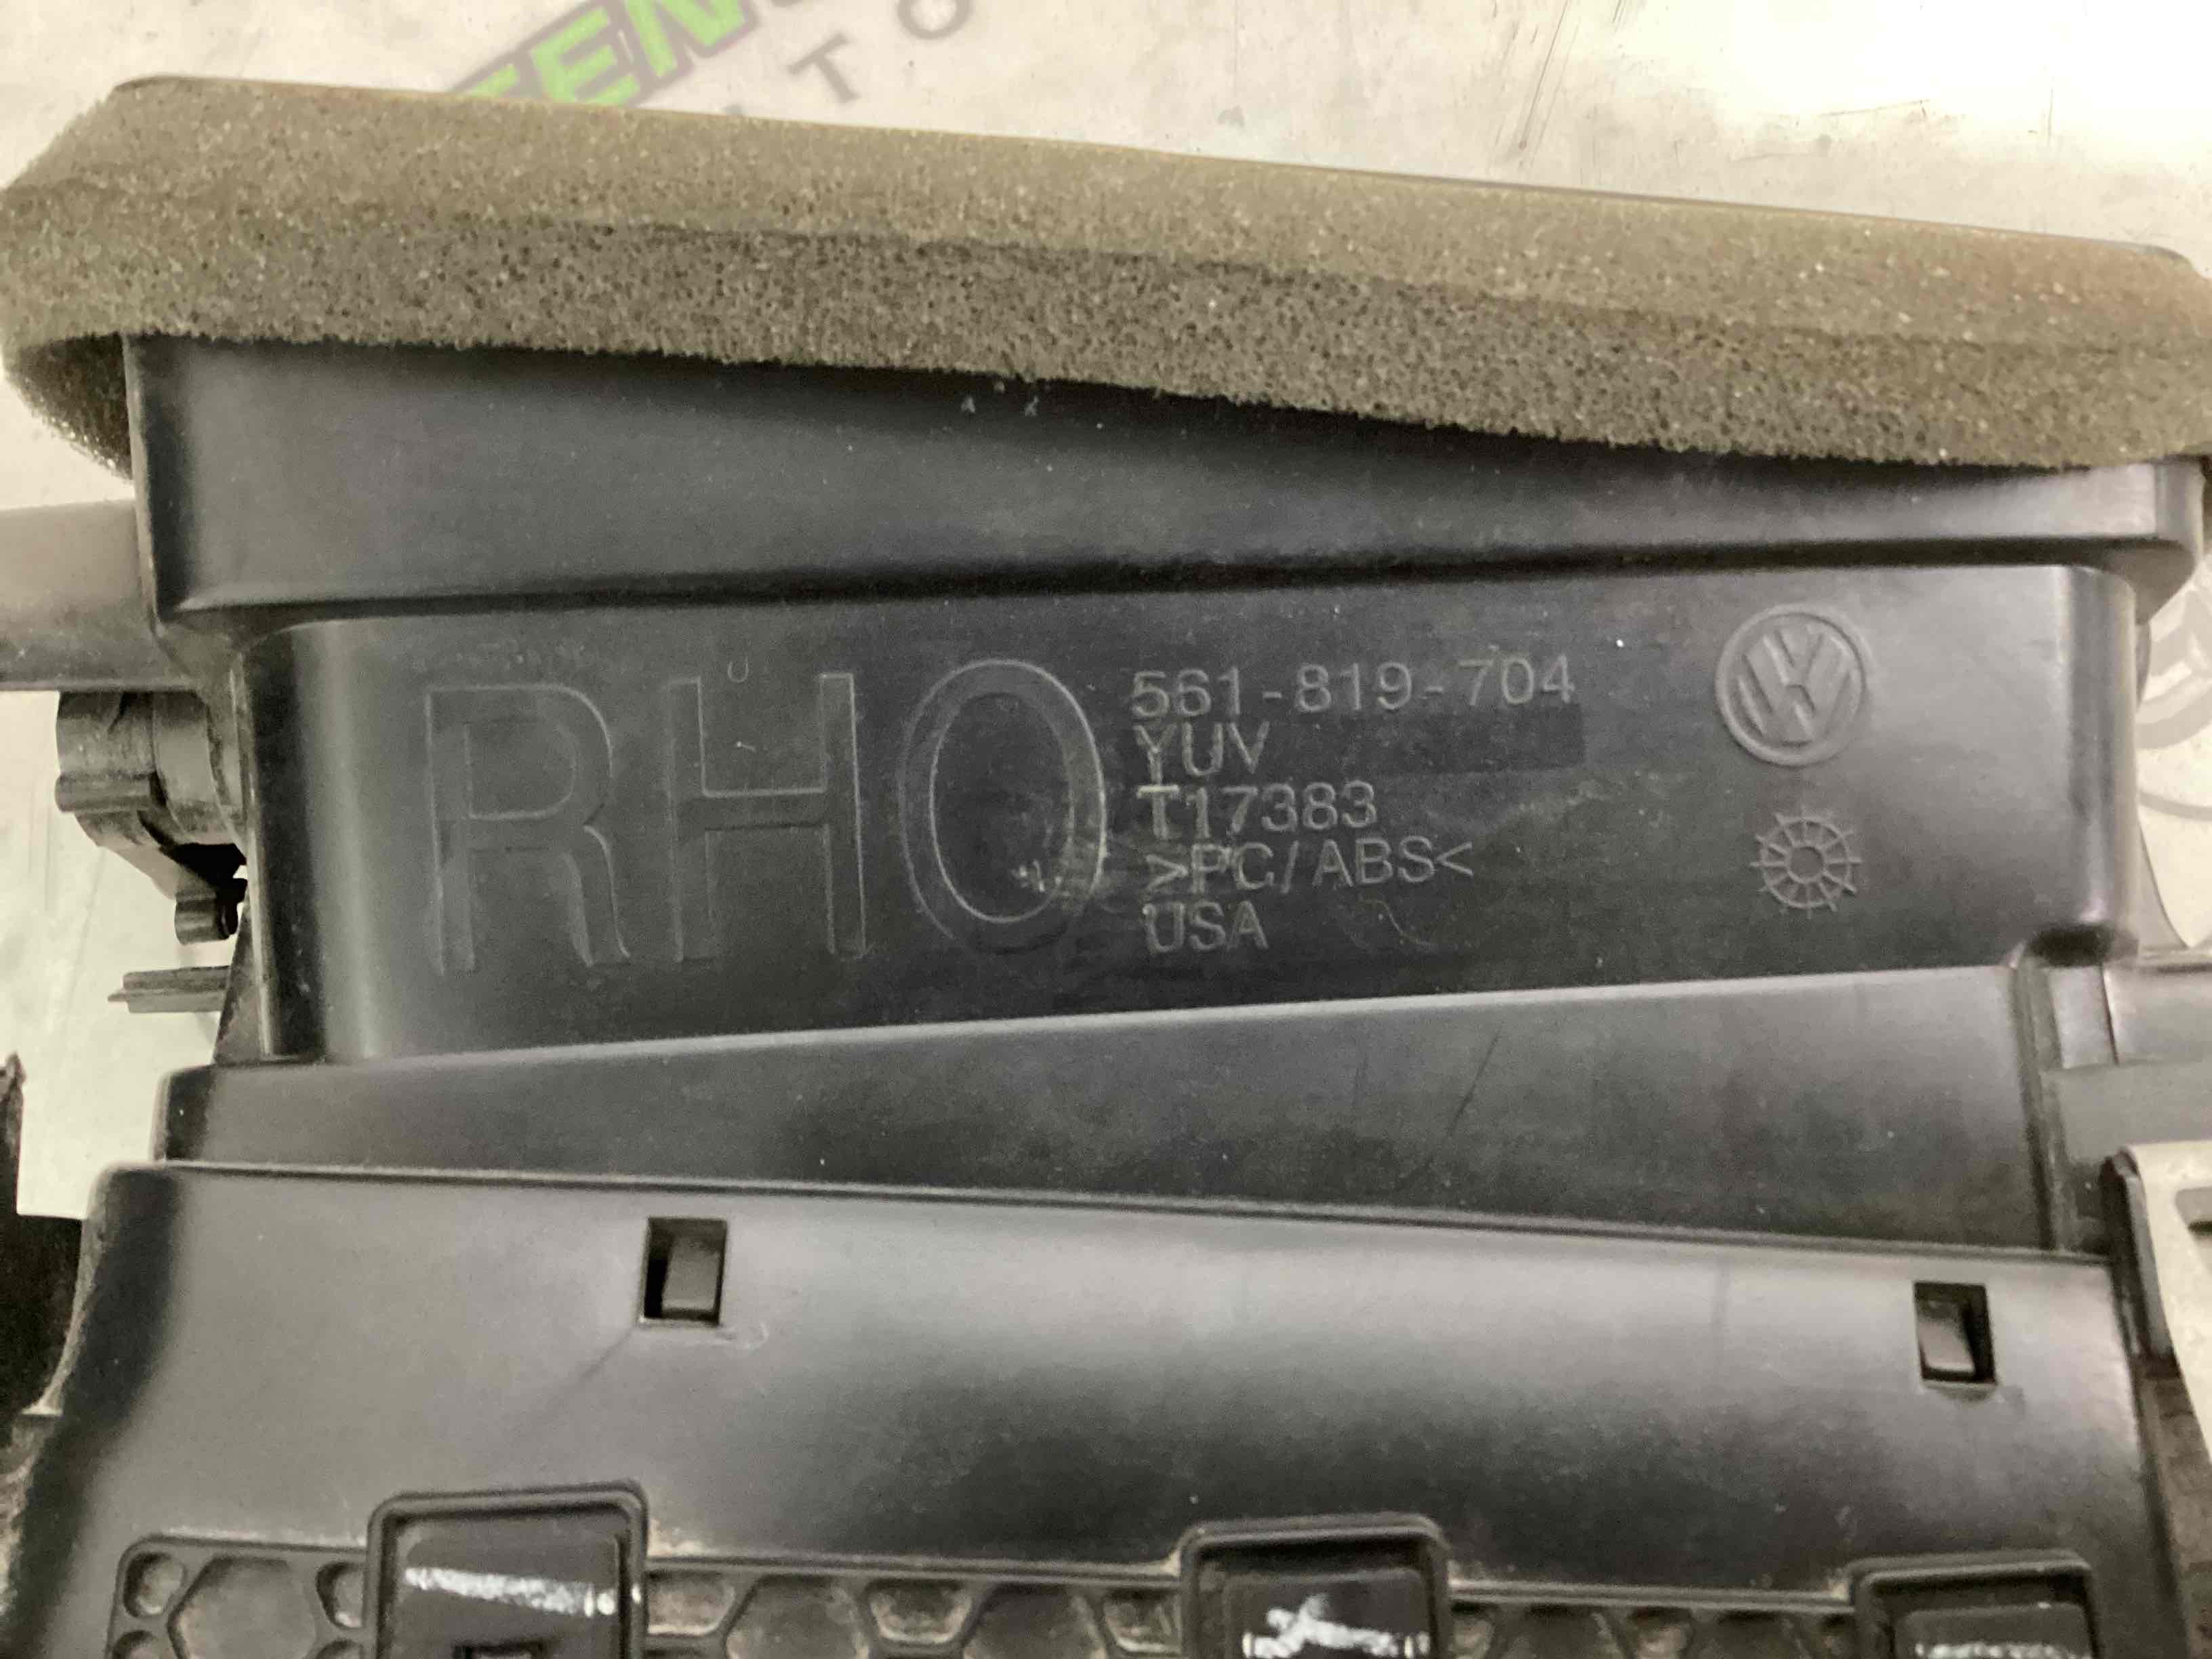 RHO
561-819-704
YUV
T17383
>PC/ABS<
USA